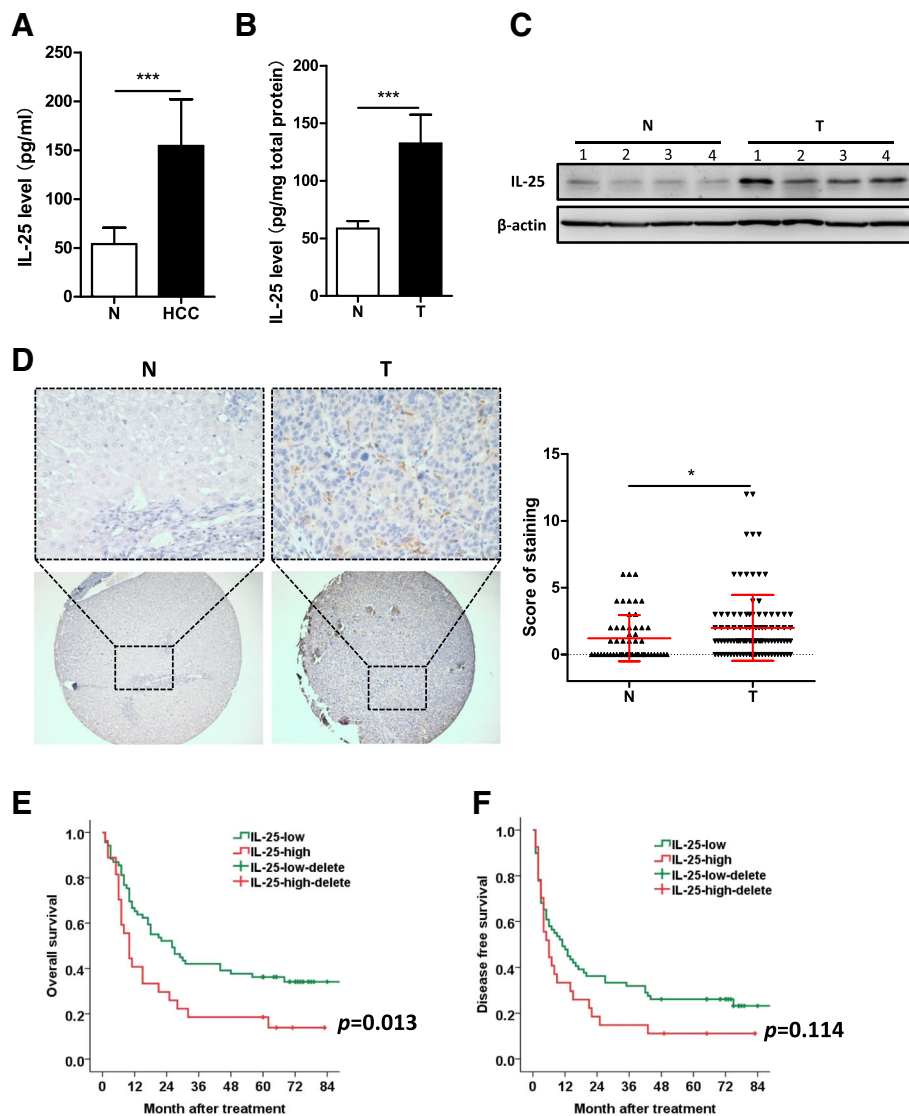 A
IL-25 level (pg/ml)
250
200
150
100
50
0
***
N HCC
B
IL-25 level (pg/mg total protein)
200
150
100
50
0
***
N T
C
N T
1 2 3 4 1 2 3 4
IL-25
β-actin
D
N T
Score of staining
15
10
5
0
*
N T
E
Overall survival
1.0
0.8
0.6
0.4
0.2
0.0
IL-25-low
IL-25-high
IL-25-low-delete
IL-25-high-delete
p=0.013
0 12 24 36 48 60 72 84
Month after treatment
F
Disease free survival
1.0
0.8
0.6
0.4
0.2
0.0
IL-25-low
IL-25-high
IL-25-low-delete
IL-25-high-delete
p=0.114
0 12 24 36 48 60 72 84
Month after treatment